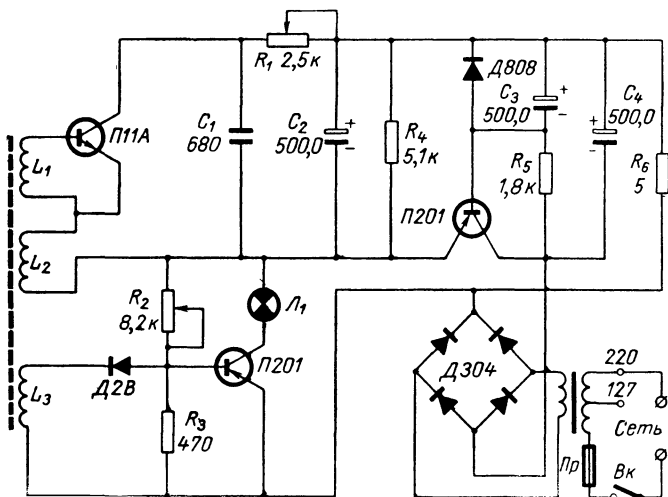 R₁ 2,5к
П11А
C₁
680
C₂
500,0
+
–
R₄
5,1к
Д808
C₃
500,0
+
–
C₄
500,0
+
–
R₅
1,8к
R₆
5
П201
L₁
L₂
L₃
R₂
8,2к
Л₁
П201
Д2В
R₃
470
Д304
220
127
Сеть
Пр
Вк